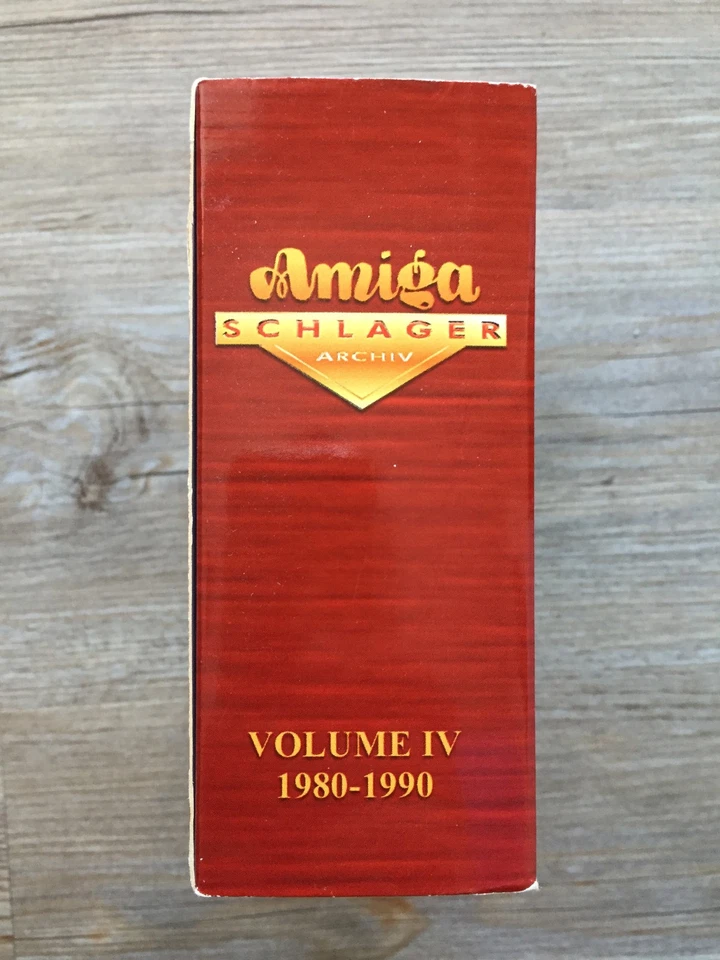 Amiga
SCHLAGER
ARCHIV
VOLUME IV
1980-1990